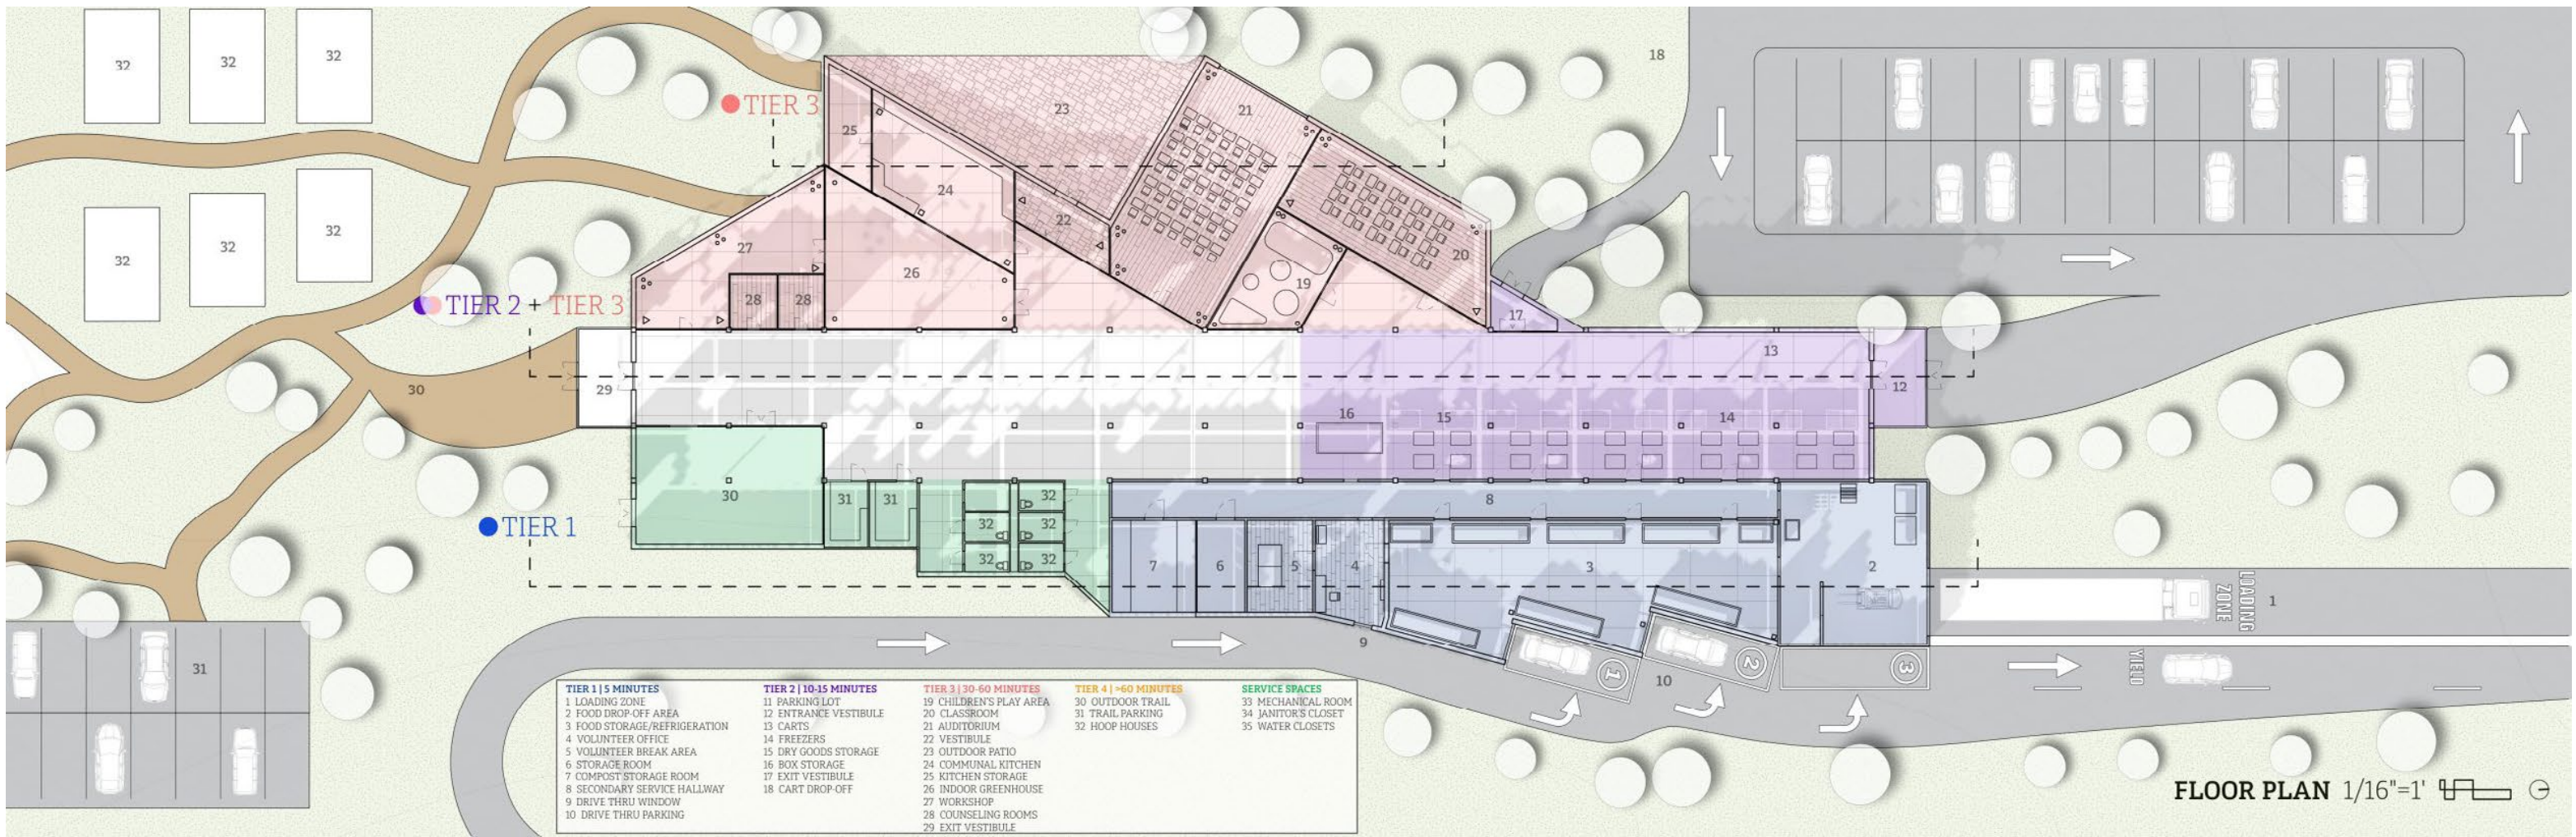 32
32
32
18
23
21
TIER 3
25
24
22
32
32
32
27
20
26
19
28
28
17
TIER 2 + TIER 3
13
29
30
12
16
15
14
30
31
31
32
8
TIER 1
32
32
7
6
5
4
3
2
32
32
LOADING
ZONE
1
9
31
1
2
3
10
YIELD
TIER 1 | 5 MINUTES
1 LOADING ZONE
2 FOOD DROP-OFF AREA
3 FOOD STORAGE/REFRIGERATION
4 VOLUNTEER OFFICE
5 VOLUNTEER BREAK AREA
6 STORAGE ROOM
7 COMPOST STORAGE ROOM
8 SECONDARY SERVICE HALLWAY
9 DRIVE THRU WINDOW
10 DRIVE THRU PARKING
TIER 2 | 10-15 MINUTES
11 PARKING LOT
12 ENTRANCE VESTIBULE
13 CARTS
14 FREEZERS
15 DRY GOODS STORAGE
16 BOX STORAGE
17 EXIT VESTIBULE
18 CART DROP-OFF
TIER 3 | 30-60 MINUTES
19 CHILDREN'S PLAY AREA
20 CLASSROOM
21 AUDITORIUM
22 VESTIBULE
23 OUTDOOR PATIO
24 COMMUNAL KITCHEN
25 KITCHEN STORAGE
26 INDOOR GREENHOUSE
27 WORKSHOP
28 COUNSELING ROOMS
29 EXIT VESTIBULE
TIER 4 | >60 MINUTES
30 OUTDOOR TRAIL
31 TRAIL PARKING
32 HOOP HOUSES
SERVICE SPACES
33 MECHANICAL ROOM
34 JANITOR'S CLOSET
35 WATER CLOSETS
FLOOR PLAN 1/16"=1'